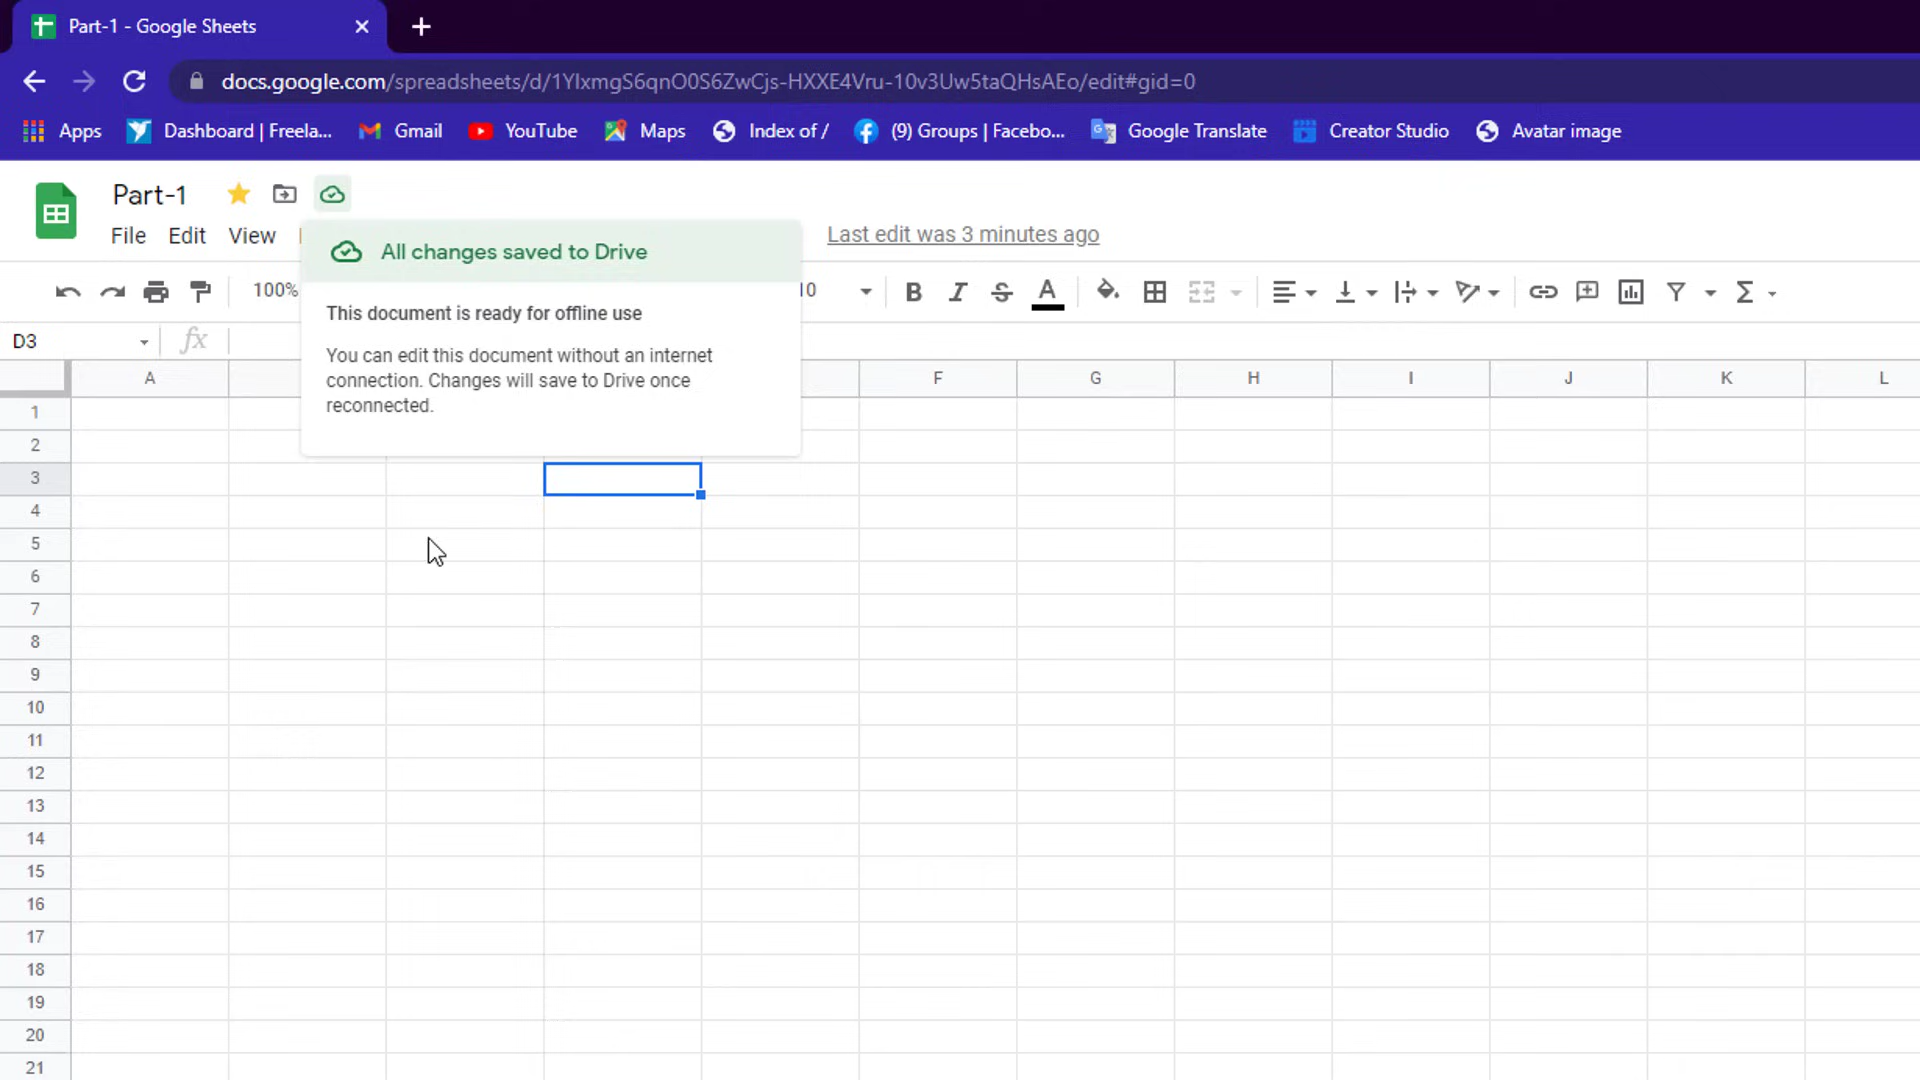 Part-1 - Google Sheets
docs.google.com/spreadsheets/d/1YlxmgS6qnO0S6ZwCjs-HXXE4Vru-10v3Uw5taQHsAEo/edit#gid=0
Apps Dashboard | Freela... Gmail YouTube Maps Index of / (9) Groups | Facebo... Google Translate Creator Studio Avatar image
Part-1
File Edit View Last edit was 3 minutes ago
All changes saved to Drive
100% 10 B I S A Σ
This document is ready for offline use
D3 fx
You can edit this document without an internet
connection. Changes will save to Drive once
reconnected.
A F G H I J K L
1
2
3
4
5
6
7
8
9
10
11
12
13
14
15
16
17
18
19
20
21